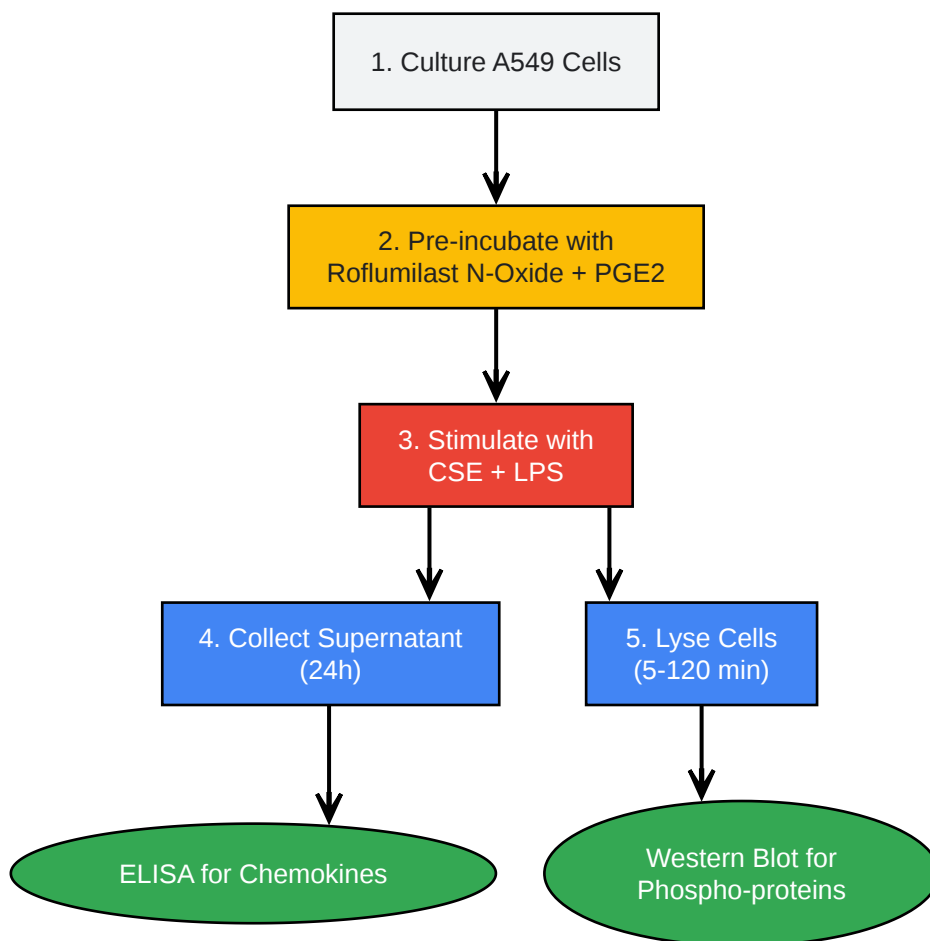 1. Culture A549 Cells
2. Pre-incubate with
Roflumilast N-Oxide + PGE2
3. Stimulate with
CSE + LPS
4. Collect Supernatant
(24h)
5. Lyse Cells
(5-120 min)
ELISA for Chemokines
Western Blot for
Phospho-proteins